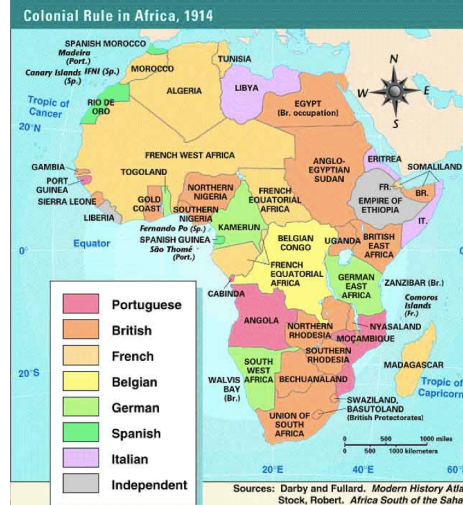 Colonial Rule in Africa, 1914
SPANISH MOROCCO
Madeira
(Port.)
Canary Islands IFNI (Sp.)
(Sp.)
MOROCCO
TUNISIA
ALGERIA
LIBYA
EGYPT
(Br. occupation)
Tropic of
Cancer
RIO DE
ORO
20°N
N
W
E
S
FRENCH WEST AFRICA
ANGLO-
EGYPTIAN
SUDAN
ERITREA
FR.
SOMALILAND
BR.
IT.
GAMBIA
PORT
GUINEA
SIERRA LEONE
LIBERIA
TOGOLAND
GOLD
COAST
NORTHERN
NIGERIA
SOUTHERN
NIGERIA
Fernando Po (Sp.)
SPANISH GUINEA
São Thomé
(Port.)
KAMERUN
FRENCH
EQUATORIAL
AFRICA
EMPIRE OF
ETHIOPIA
0°
Equator
0°
BELGIAN
CONGO
UGANDA
BRITISH
EAST
AFRICA
FRENCH
EQUATORIAL
AFRICA
CABINDA
GERMAN
EAST
AFRICA
ZANZIBAR (Br.)
Comoros
Islands
(Fr.)
ANGOLA
NORTHERN
RHODESIA
NYASALAND
MOÇAMBIQUE
SOUTHERN
RHODESIA
MADAGASCAR
20°S
WALVIS
BAY
(Br.)
SOUTH
WEST
AFRICA
BECHUANALAND
Tropic of
Capricorn
SWAZILAND,
BASUTOLAND
(British Protectorates)
UNION OF
SOUTH
AFRICA
0
500
1000 miles
0
500
1000 kilometers
20°E
40°E
60°
Portuguese
British
French
Belgian
German
Spanish
Italian
Independent
Sources: Darby and Fullard. Modern History Atla
Stock, Robert. Africa South of the Saha